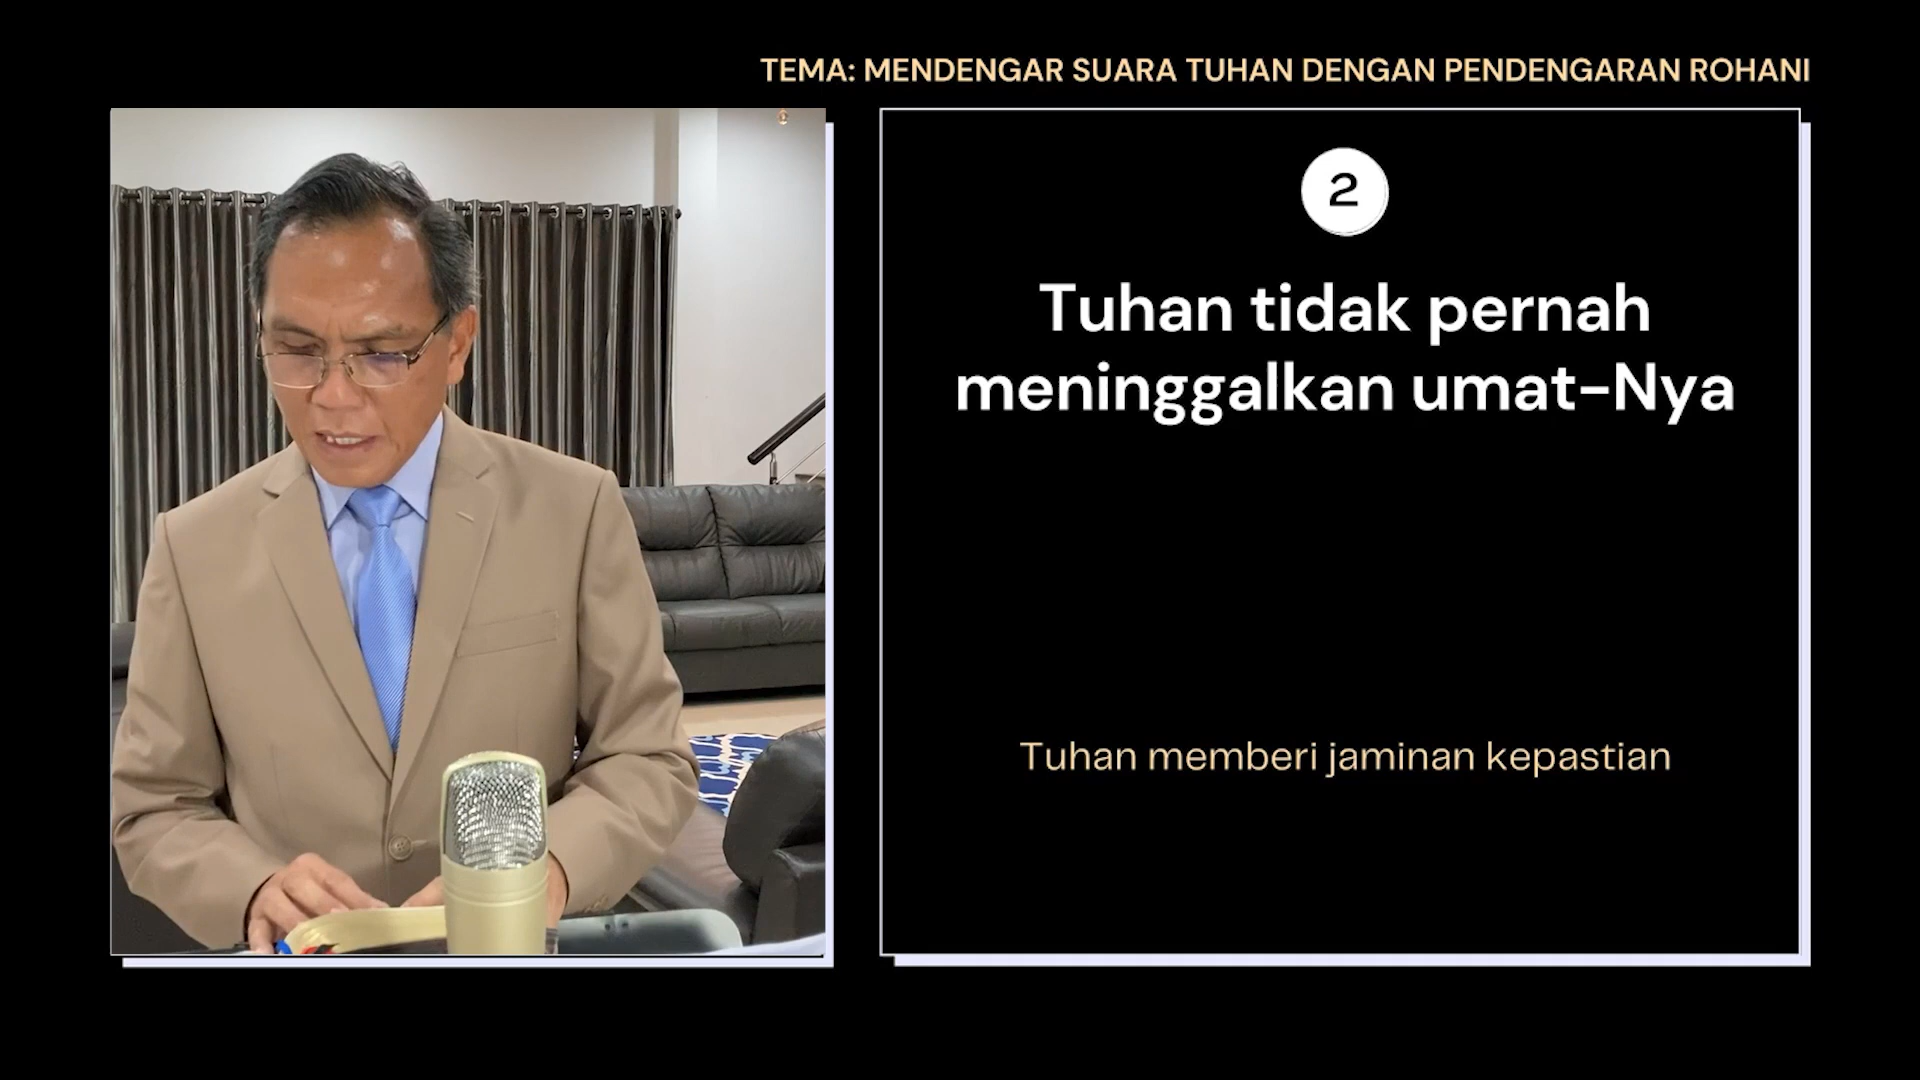 TEMA: MENDENGAR SUARA TUHAN DENGAN PENDENGARAN ROHANI
2
Tuhan tidak pernah
meninggalkan umat-Nya
Tuhan memberi jaminan kepastian